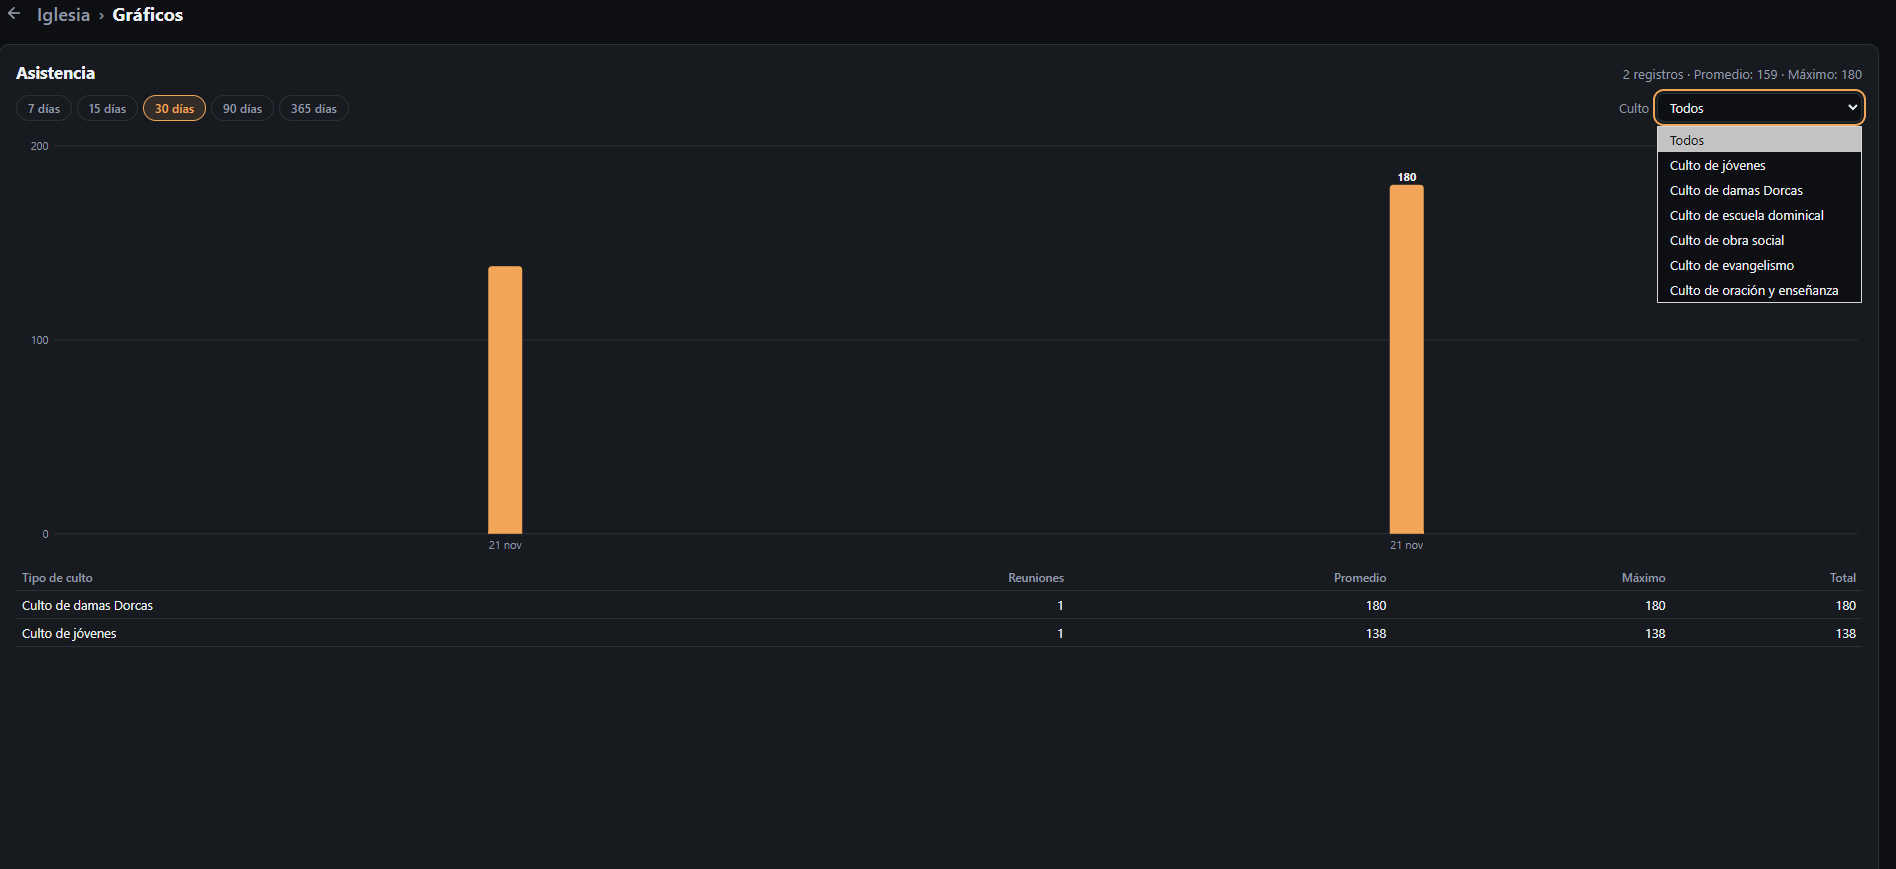 Iglesia › Gráficos
Asistencia
2 registros · Promedio: 159 · Máximo: 180
7 días 15 días 30 días 90 días 365 días
Culto Todos
Todos
Culto de jóvenes
Culto de damas Dorcas
Culto de escuela dominical
Culto de obra social
Culto de evangelismo
Culto de oración y enseñanza
200
180
100
0
21 nov 21 nov
Tipo de culto Reuniones Promedio Máximo Total
Culto de damas Dorcas 1 180 180 180
Culto de jóvenes 1 138 138 138